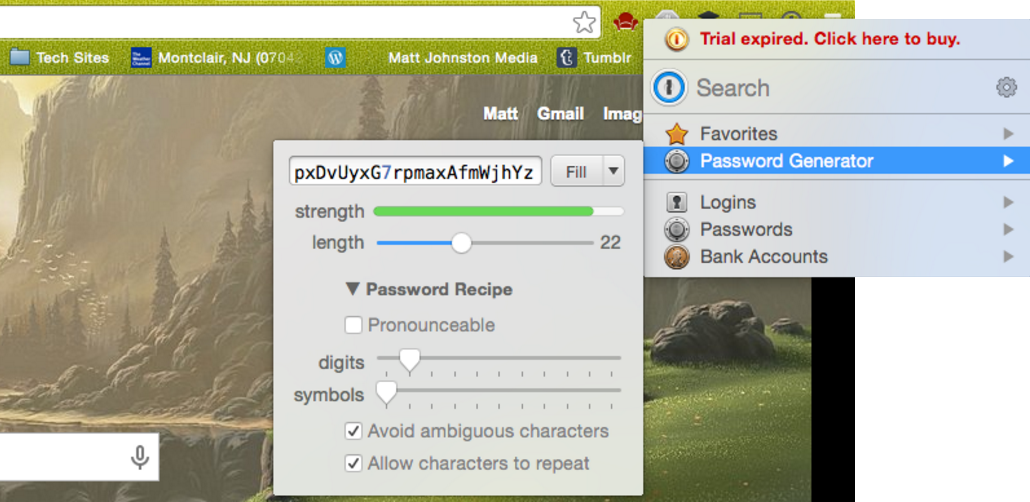 Trial expired. Click here to buy.
Tech Sites
The Weather Channel
Montclair, NJ (0704
Matt Johnston Media
Tumblr
Search
Matt Gmail Imag
Favorites
Password Generator
pxDvUyxG7rpmaxAfmWjhYz Fill
Logins
strength
Passwords
length 22
Bank Accounts
▼ Password Recipe
Pronounceable
digits
symbols
Avoid ambiguous characters
Allow characters to repeat